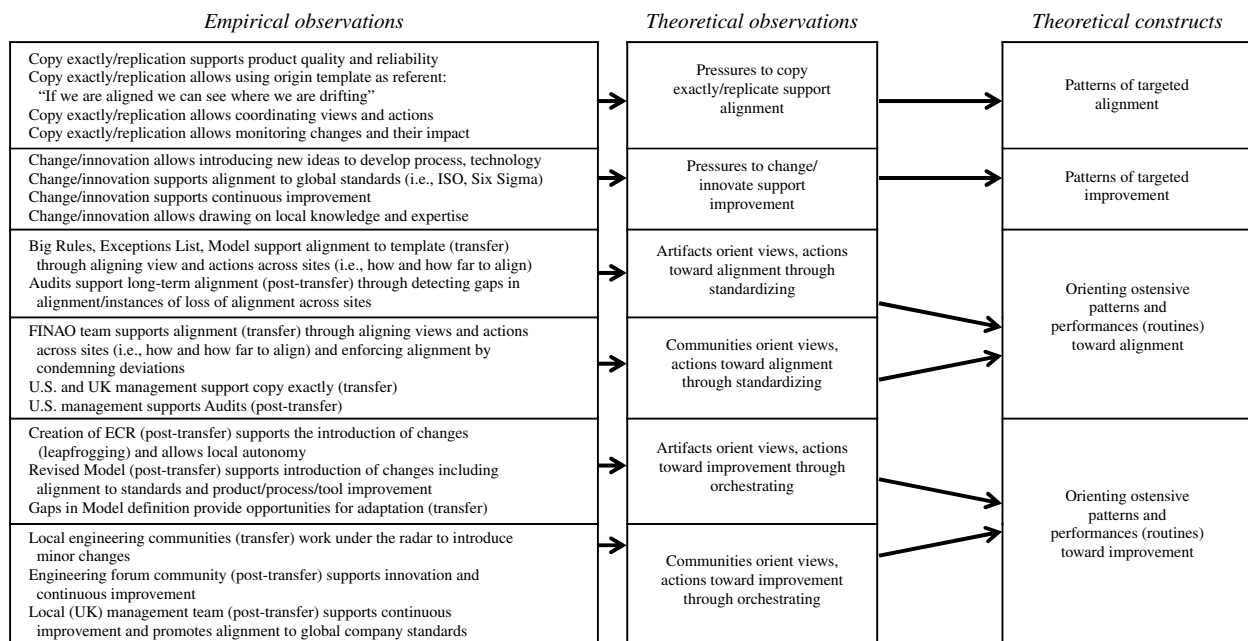 Empirical observations
Theoretical observations
Theoretical constructs
Copy exactly/replication supports product quality and reliability
Copy exactly/replication allows using origin template as referent:
“If we are aligned we can see where we are drifting”
Copy exactly/replication allows coordinating views and actions
Copy exactly/replication allows monitoring changes and their impact
Pressures to copy
exactly/replicate support
alignment
Patterns of targeted
alignment
Change/innovation allows introducing new ideas to develop process, technology
Change/innovation supports alignment to global standards (i.e., ISO, Six Sigma)
Change/innovation supports continuous improvement
Change/innovation allows drawing on local knowledge and expertise
Pressures to change/
innovate support
improvement
Patterns of targeted
improvement
Big Rules, Exceptions List, Model support alignment to template (transfer)
through aligning view and actions across sites (i.e., how and how far to align)
Audits support long-term alignment (post-transfer) through detecting gaps in
alignment/instances of loss of alignment across sites
Artifacts orient views, actions
toward alignment through
standardizing
FINAO team supports alignment (transfer) through aligning views and actions
across sites (i.e., how and how far to align) and enforcing alignment by
condemning deviations
U.S. and UK management support copy exactly (transfer)
U.S. management supports Audits (post-transfer)
Communities orient views,
actions toward alignment
through standardizing
Orienting ostensive
patterns and
performances (routines)
toward alignment
Creation of ECR (post-transfer) supports the introduction of changes
(leapfrogging) and allows local autonomy
Revised Model (post-transfer) supports introduction of changes including
alignment to standards and product/process/tool improvement
Gaps in Model definition provide opportunities for adaptation (transfer)
Artifacts orient views, actions
toward improvement through
orchestrating
Local engineering communities (transfer) work under the radar to introduce
minor changes
Engineering forum community (post-transfer) supports innovation and
continuous improvement
Local (UK) management team (post-transfer) supports continuous
improvement and promotes alignment to global company standards
Communities orient views,
actions toward improvement
through orchestrating
Orienting ostensive
patterns and
performances (routines)
toward improvement